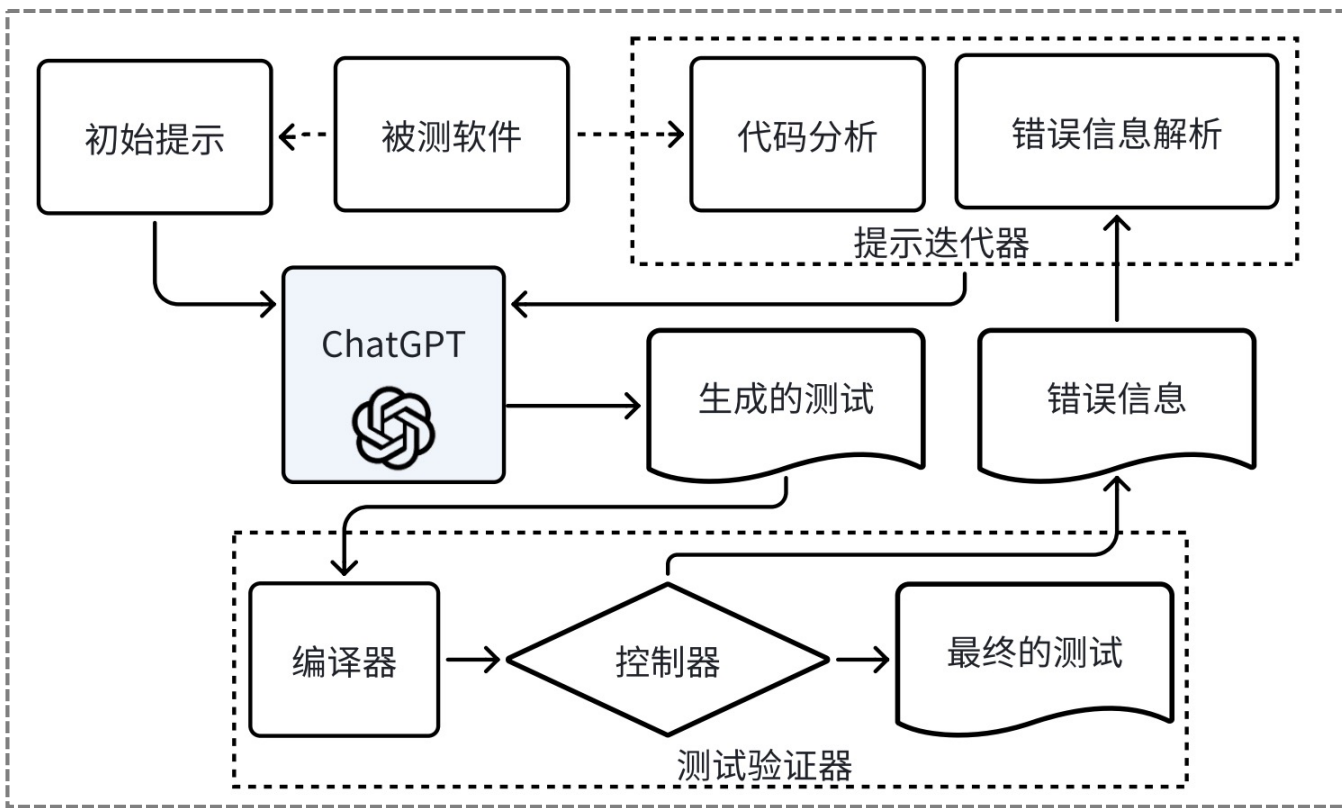 初始提示
被测软件
代码分析
错误信息解析
提示迭代器
ChatGPT
生成的测试
错误信息
编译器
控制器
最终的测试
测试验证器